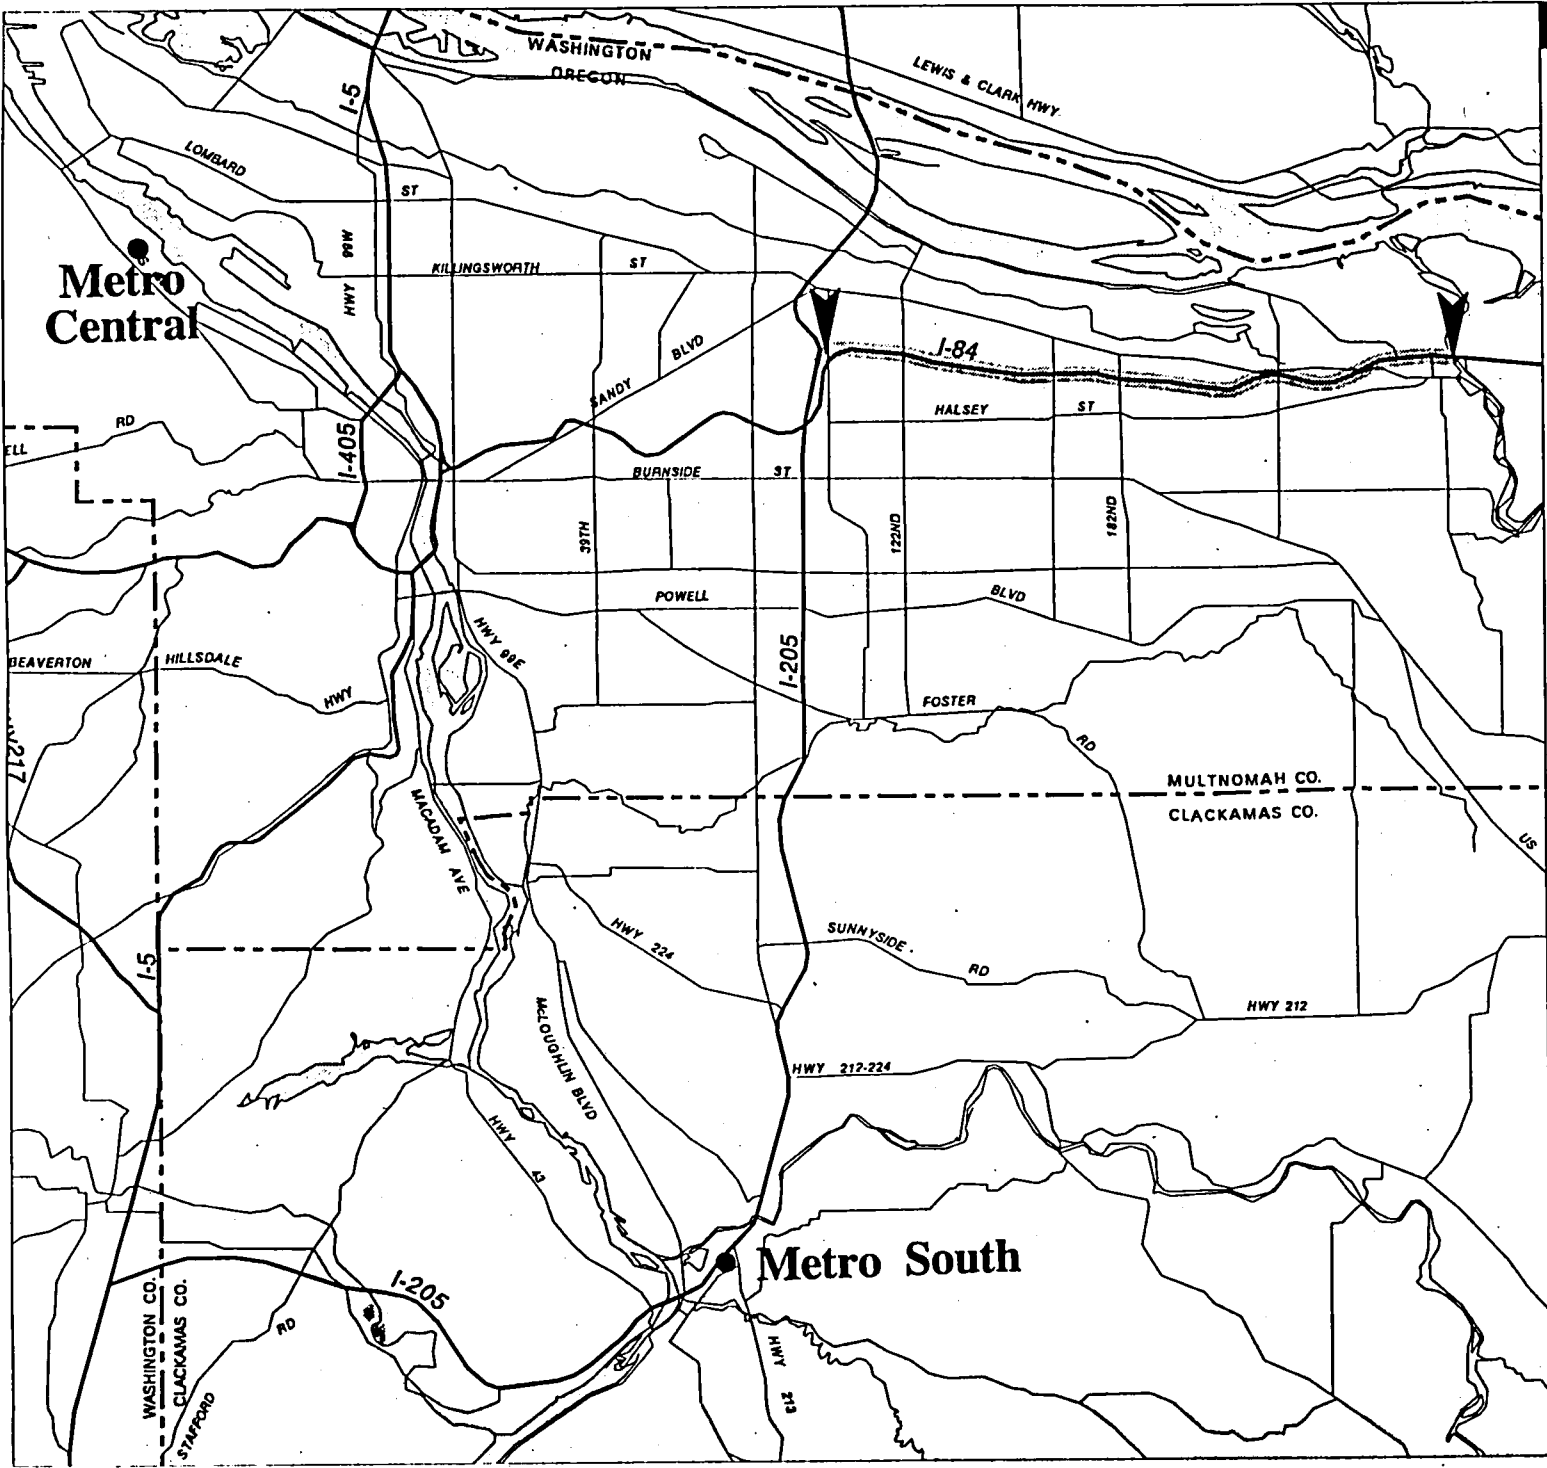 WASHINGTON
OREGON
LEWIS & CLARK HWY
I-5
LOMBARD
ST
HWY 99W
KILLINGSWORTH ST
Metro
Central
SANDY BLVD
I-84
HALSEY ST
RD
ELL
I-405
BURNSIDE ST
39TH
122ND
182ND
POWELL BLVD
HWY 99E
I-205
BEAVERTON HILLSDALE
HWY
FOSTER
RD
217
MACADAM AVE
MULTNOMAH CO.
CLACKAMAS CO.
US
HWY 224
SUNNYSIDE
RD
I-5
HWY 212
McLOUGHLIN BLVD
HWY 212-224
HWY 43
Metro South
I-205
RD
WASHINGTON CO.
CLACKAMAS CO.
STAFFORD
HWY 213